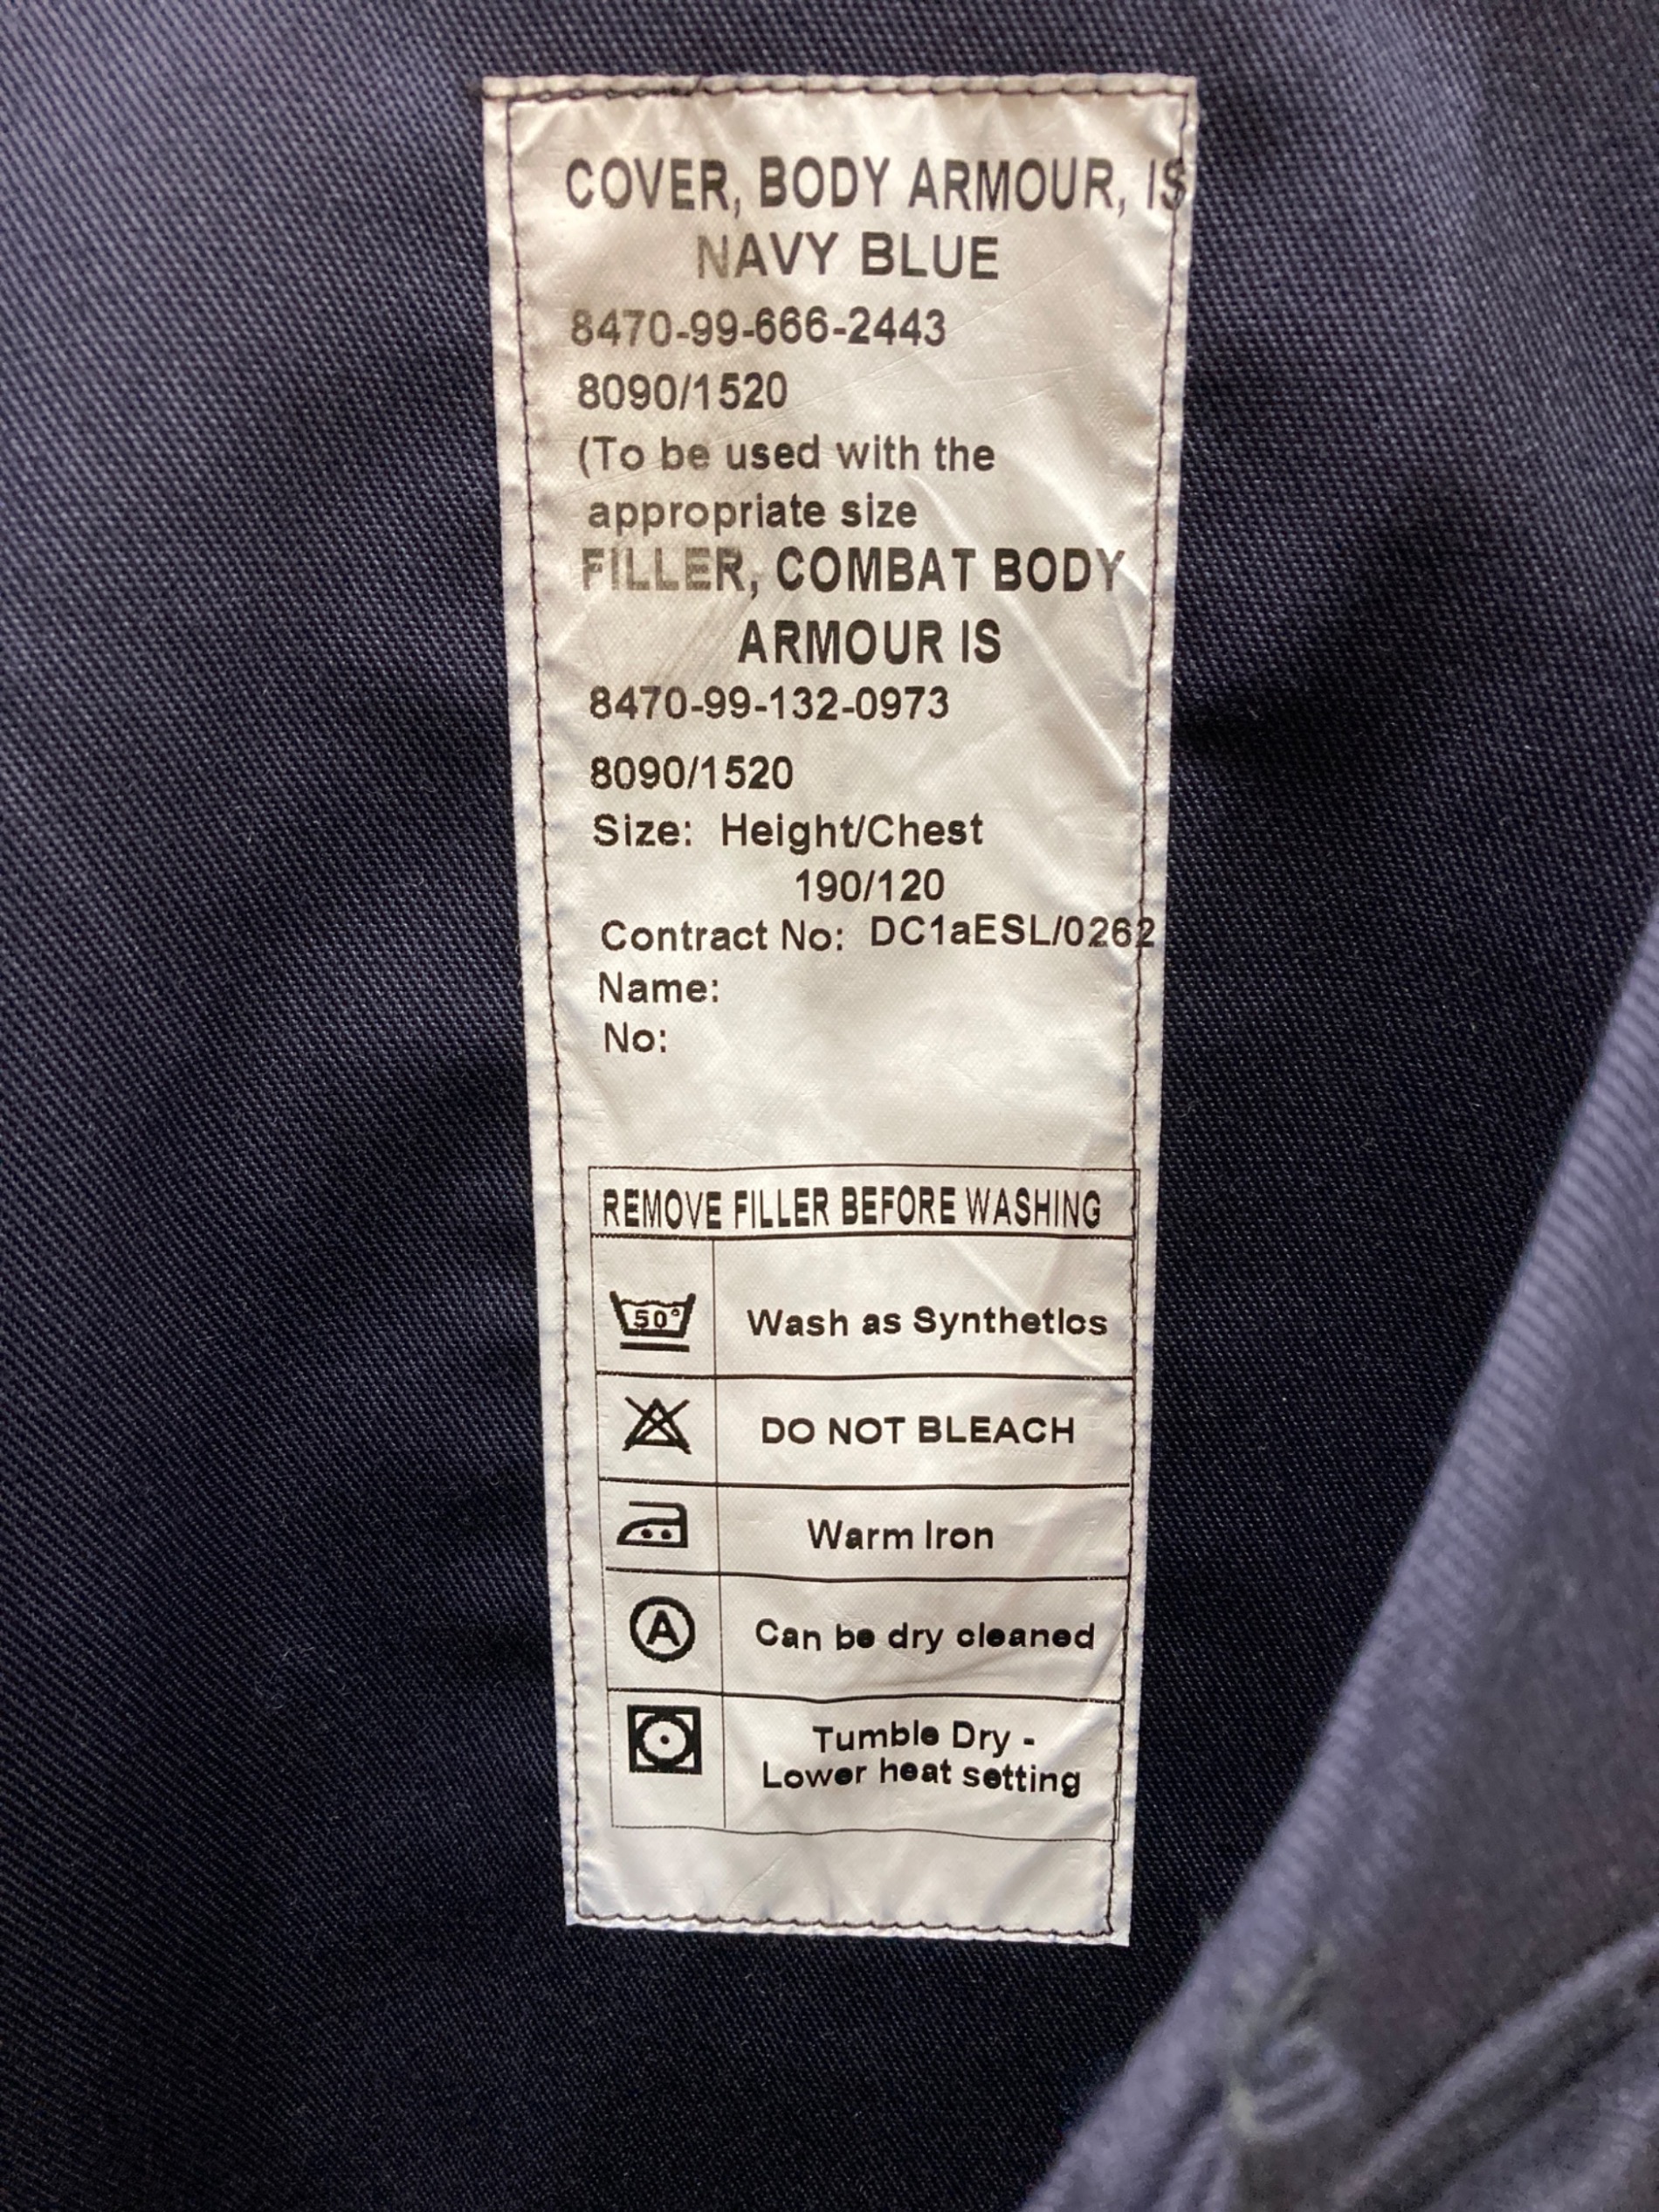 COVER, BODY ARMOUR, IS
NAVY BLUE
8470-99-666-2443
8090/1520
(To be used with the
appropriate size
FILLER, COMBAT BODY
ARMOUR IS
8470-99-132-0973
8090/1520
Size: Height/Chest
190/120
Contract No: DC1aESL/0262
Name:
No:
REMOVE FILLER BEFORE WASHING
50° Wash as Synthetics
DO NOT BLEACH
Warm Iron
A Can be dry cleaned
Tumble Dry -
Lower heat setting